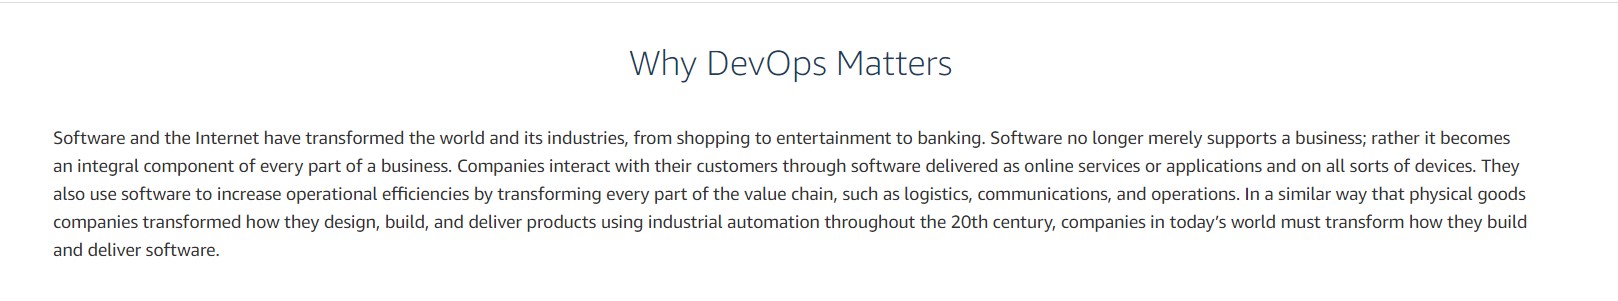 Why DevOps Matters
Software and the Internet have transformed the world and its industries, from shopping to entertainment to banking. Software no longer merely supports a business; rather it becomes
an integral component of every part of a business. Companies interact with their customers through software delivered as online services or applications and on all sorts of devices. They
also use software to increase operational efficiencies by transforming every part of the value chain, such as logistics, communications, and operations. In a similar way that physical goods
companies transformed how they design, build, and deliver products using industrial automation throughout the 20th century, companies in today’s world must transform how they build
and deliver software.